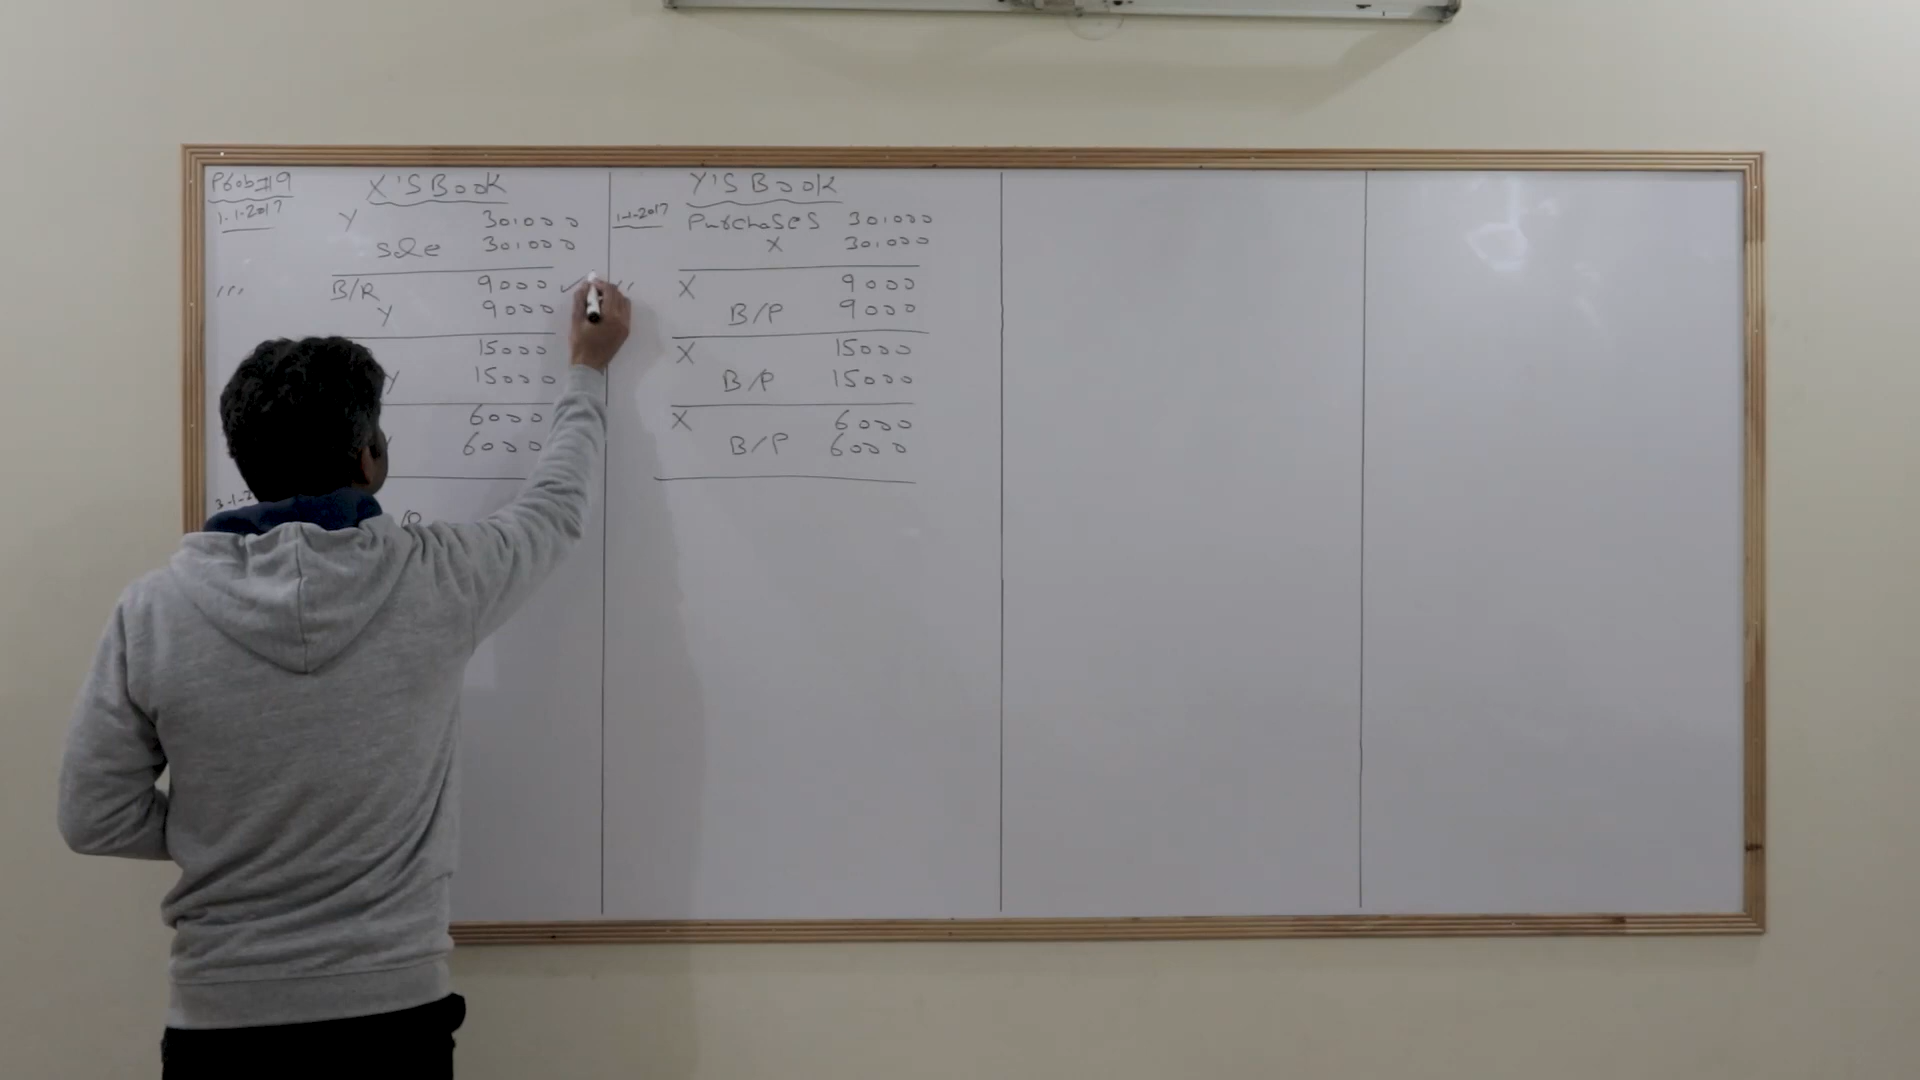 Prob#19
X'S Book
1-1-2017
Y 301000
sale 301000
,,, B/R 9000 ✓
Y 9000
15000
Y 15000
6000
6000
3-1-2
/R
Y'S Book
1-1-2017
Purchases 301000
X 301000
,, X 9000
B/P 9000
X 15000
B/P 15000
X 6000
B/P 6000